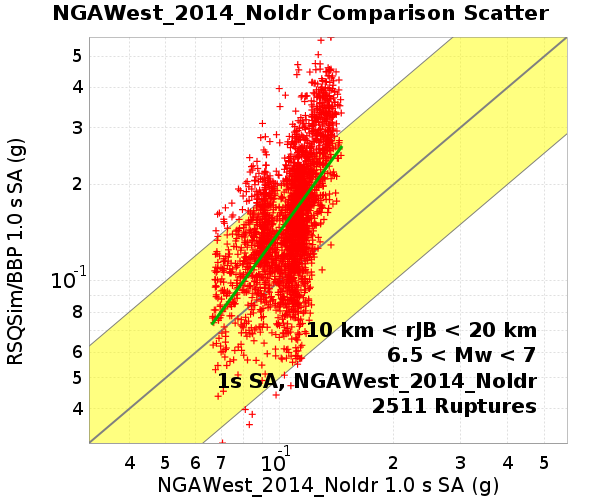 NGAWest_2014_NoIdr Comparison Scatter
RSQSim/BBP 1.0 s SA (g)
5
4
3
2
10⁻¹
8
6
5
4
10 km < rJB < 20 km
6.5 < Mw < 7
1s SA, NGAWest_2014_NoIdr
2511 Ruptures
4 5 6 7 10⁻¹ 2 3 4 5
NGAWest_2014_NoIdr 1.0 s SA (g)